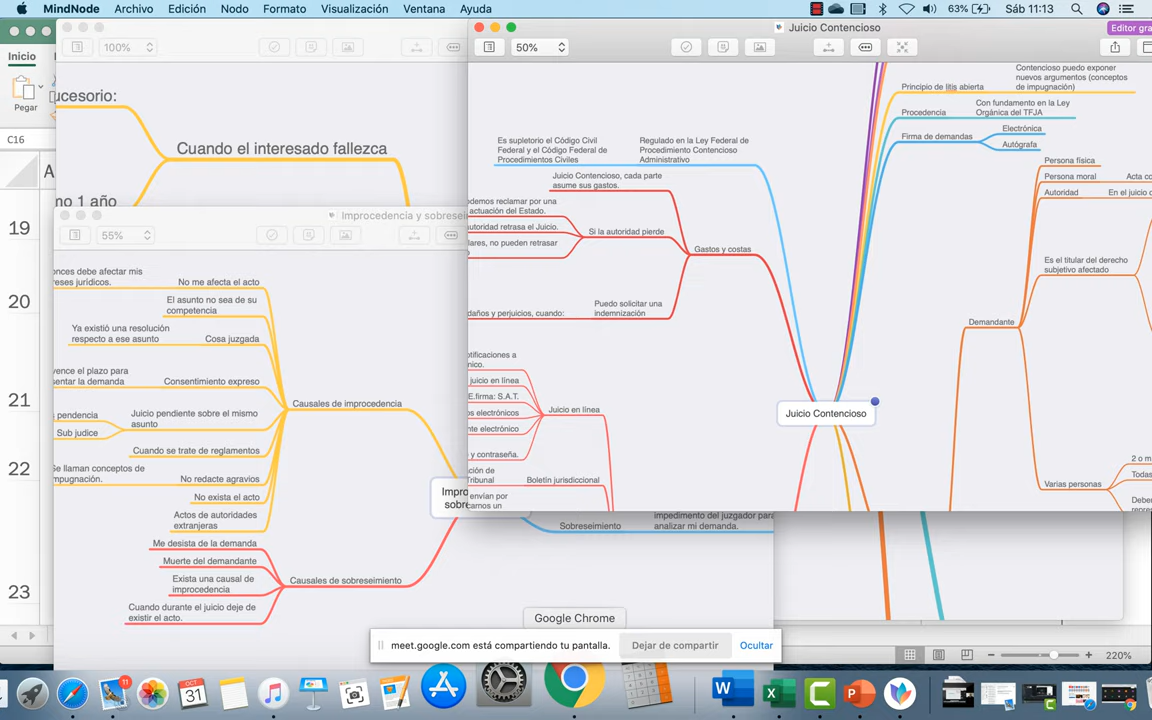 MindNode Archivo Edición Nodo Formato Visualización Ventana Ayuda
63% Sáb 11:13
Inicio
Pegar
C16
A
19
20
21
22
23
100%
ucesorio:
Cuando el interesado fallezca
mo 1 año
Improcedencia y sobresei
55%
onces debe afectar mis
eses jurídicos.
No me afecta el acto
El asunto no sea de su
competencia
Ya existió una resolución
respecto a ese asunto
Cosa juzgada
vence el plazo para
entar la demanda
Consentimiento expreso
Causales de improcedencia
s pendencia
Sub judice
Juicio pendiente sobre el mismo
asunto
Cuando se trate de reglamentos
Se llaman conceptos de
mpugnación.
No redacte agravios
No exista el acto
Actos de autoridades
extranjeras
Impro
sobre
Sobreseimiento
impedimento del juzgador para
analizar mi demanda.
Me desista de la demanda
Muerte del demandante
Exista una causal de
improcedencia
Causales de sobreseimiento
Cuando durante el juicio deje de
existir el acto.
Juicio Contencioso
Editor gra
50%
Contencioso puedo exponer
nuevos argumentos (conceptos
de impugnación)
Principio de litis abierta
Procedencia
Con fundamento en la Ley
Orgánica del TFJA
Firma de demandas
Electrónica
Autógrafa
Es supletorio el Código Civil
Federal y el Código Federal de
Procedimientos Civiles
Regulado en la Ley Federal de
Procedimiento Contencioso
Administrativo
Juicio Contencioso, cada parte
asume sus gastos.
odemos reclamar por una
actuación del Estado.
autoridad retrasa el Juicio.
lares, no pueden retrasar
o
Si la autoridad pierde
Gastos y costas
Puedo solicitar una
indemnización
daños y perjuicios, cuando:
Persona física
Persona moral
Acta co
Autoridad
En el juicio d
Es el titular del derecho
subjetivo afectado
Demandante
Varias personas
2 o m
Todas
Deber
repres
otificaciones a
nico.
juicio en línea
E.firma: S.A.T.
os electrónicos
nte electrónico
y contraseña.
Juicio en línea
Juicio Contencioso
ción de
Tribunal
Boletín jurisdiccional
envían por
carnos un
Google Chrome
meet.google.com está compartiendo tu pantalla.
Dejar de compartir
Ocultar
220%
11
OCT
31